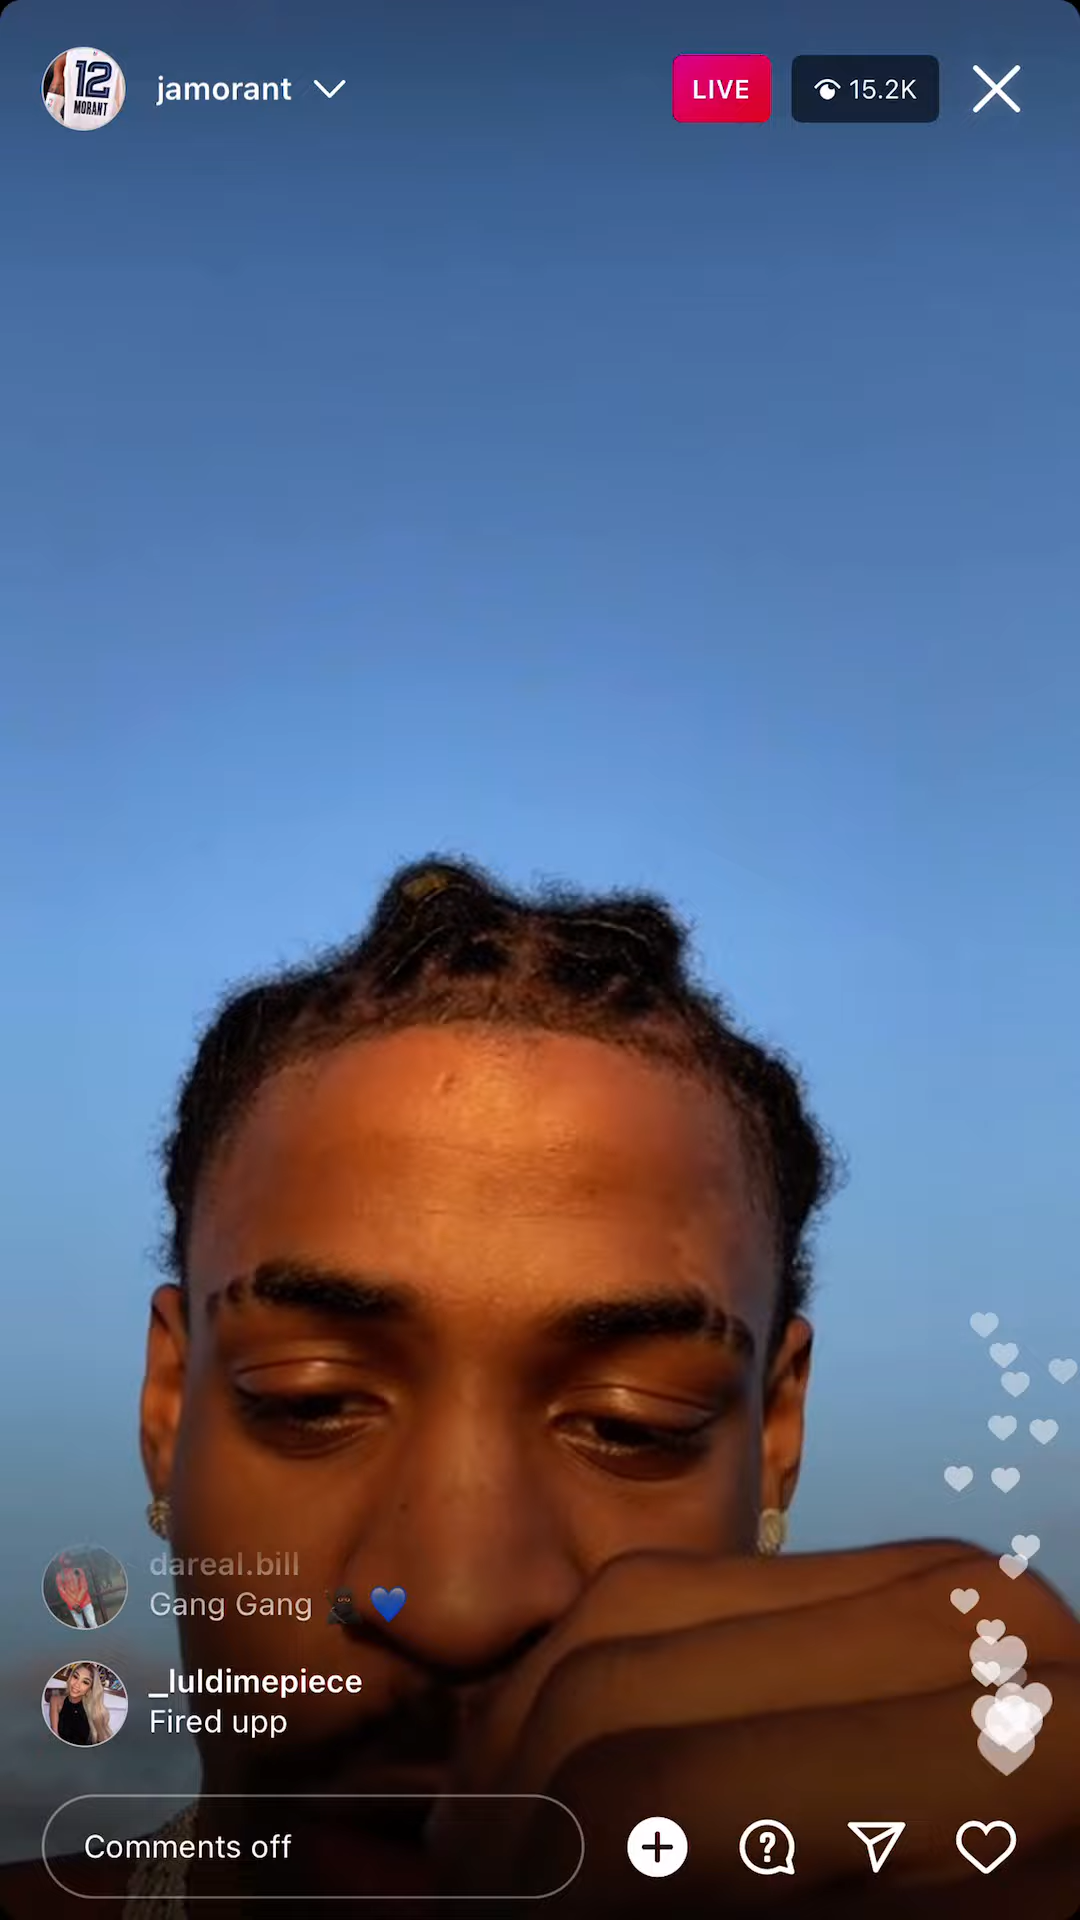 12
MORANT
jamorant
LIVE
15.2K
dareal.bill
Gang Gang 🥷🏿 💙
_luldimepiece
Fired upp
Comments off